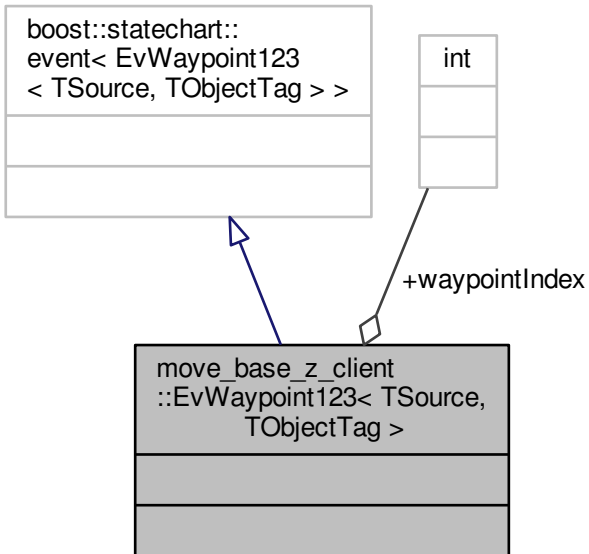 boost::statechart::
event< EvWaypoint123
< TSource, TObjectTag > >
int
+waypointIndex
move_base_z_client
::EvWaypoint123< TSource,
TObjectTag >